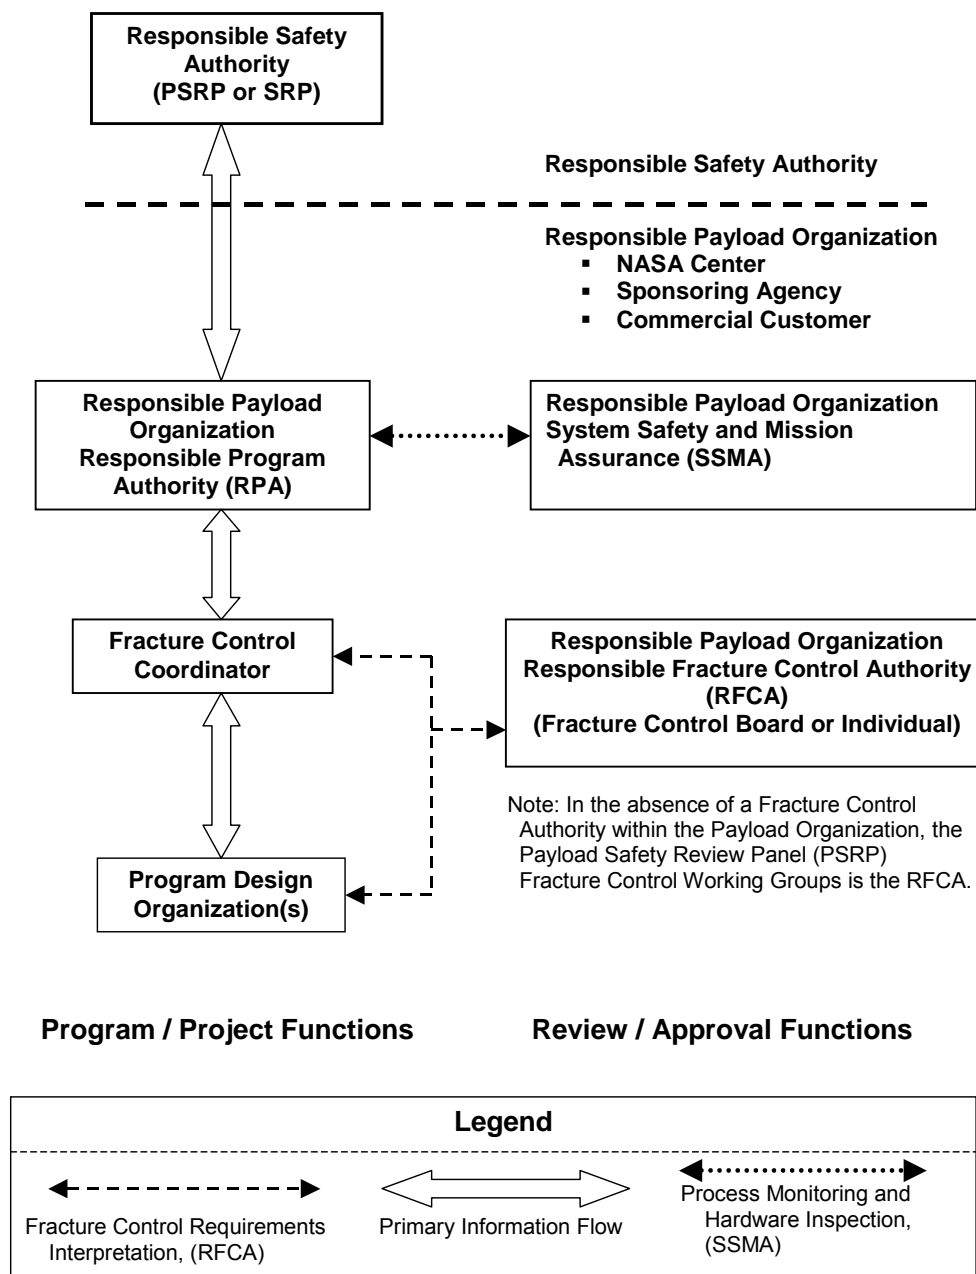 Responsible Safety
Authority
(PSRP or SRP)
Responsible Safety Authority
Responsible Payload Organization
▪ NASA Center
▪ Sponsoring Agency
▪ Commercial Customer
Responsible Payload
Organization
Responsible Program
Authority (RPA)
Responsible Payload Organization
System Safety and Mission
Assurance (SSMA)
Fracture Control
Coordinator
Responsible Payload Organization
Responsible Fracture Control Authority
(RFCA)
(Fracture Control Board or Individual)
Note: In the absence of a Fracture Control
Authority within the Payload Organization, the
Payload Safety Review Panel (PSRP)
Fracture Control Working Groups is the RFCA.
Program Design
Organization(s)
Program / Project Functions
Review / Approval Functions
Legend
Fracture Control Requirements
Interpretation, (RFCA)
Primary Information Flow
Process Monitoring and
Hardware Inspection,
(SSMA)